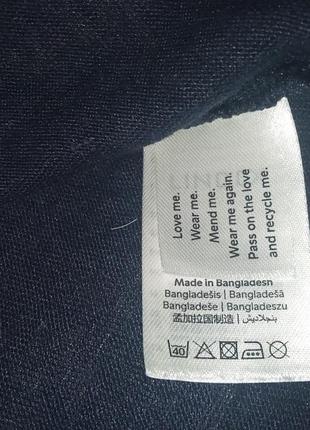 Love me.
Wear me.
Mend me.
Wear me again.
Pass on the love
and recycle me.
Made in Bangladesh
Bangladešis | Bangladešā
Bangladeše | Bangladeszu
孟加拉国制造 | بنجلاديش
40